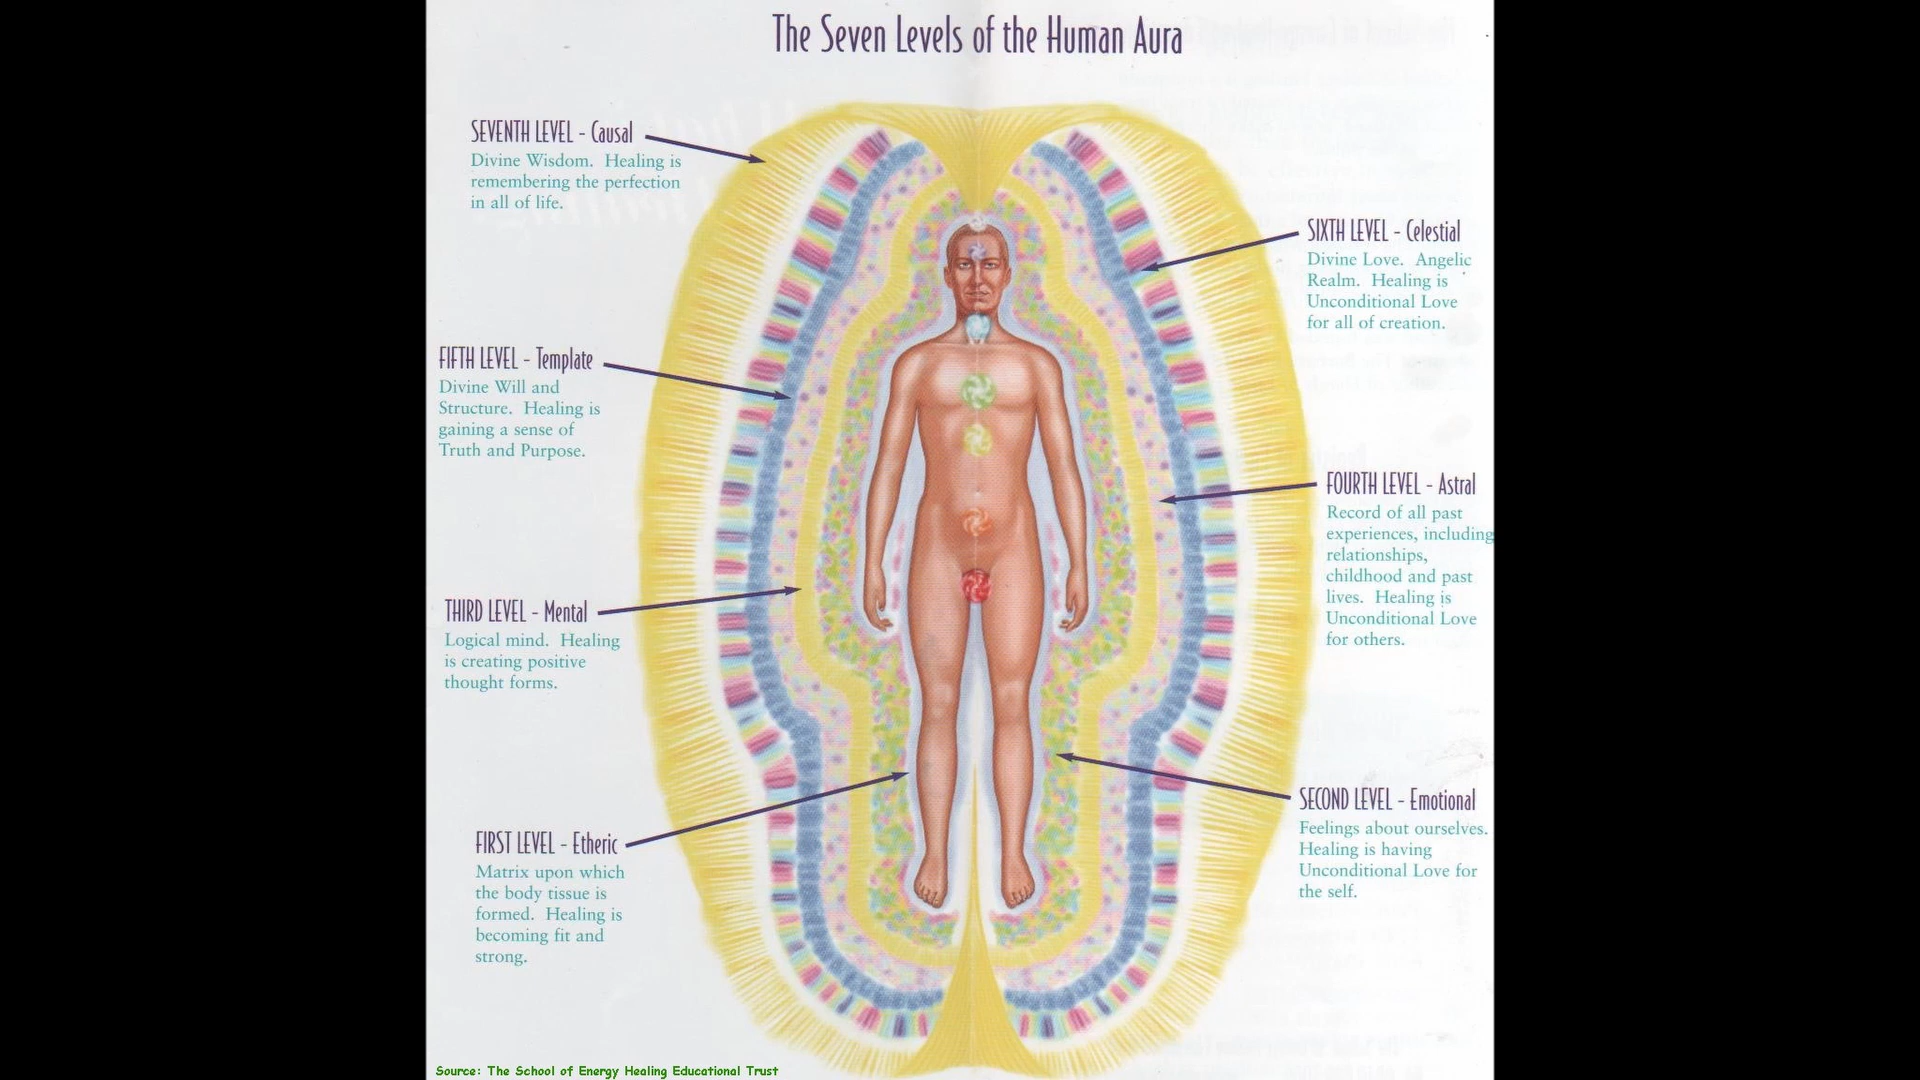 The Seven Levels of the Human Aura
SEVENTH LEVEL - Causal
Divine Wisdom. Healing is
remembering the perfection
in all of life.
SIXTH LEVEL - Celestial
Divine Love. Angelic
Realm. Healing is
Unconditional Love
for all of creation.
FIFTH LEVEL - Template
Divine Will and
Structure. Healing is
gaining a sense of
Truth and Purpose.
FOURTH LEVEL - Astral
Record of all past
experiences, including
relationships,
childhood and past
lives. Healing is
Unconditional Love
for others.
THIRD LEVEL - Mental
Logical mind. Healing
is creating positive
thought forms.
SECOND LEVEL - Emotional
Feelings about ourselves.
Healing is having
Unconditional Love for
the self.
FIRST LEVEL - Etheric
Matrix upon which
the body tissue is
formed. Healing is
becoming fit and
strong.
Source: The School of Energy Healing Educational Trust